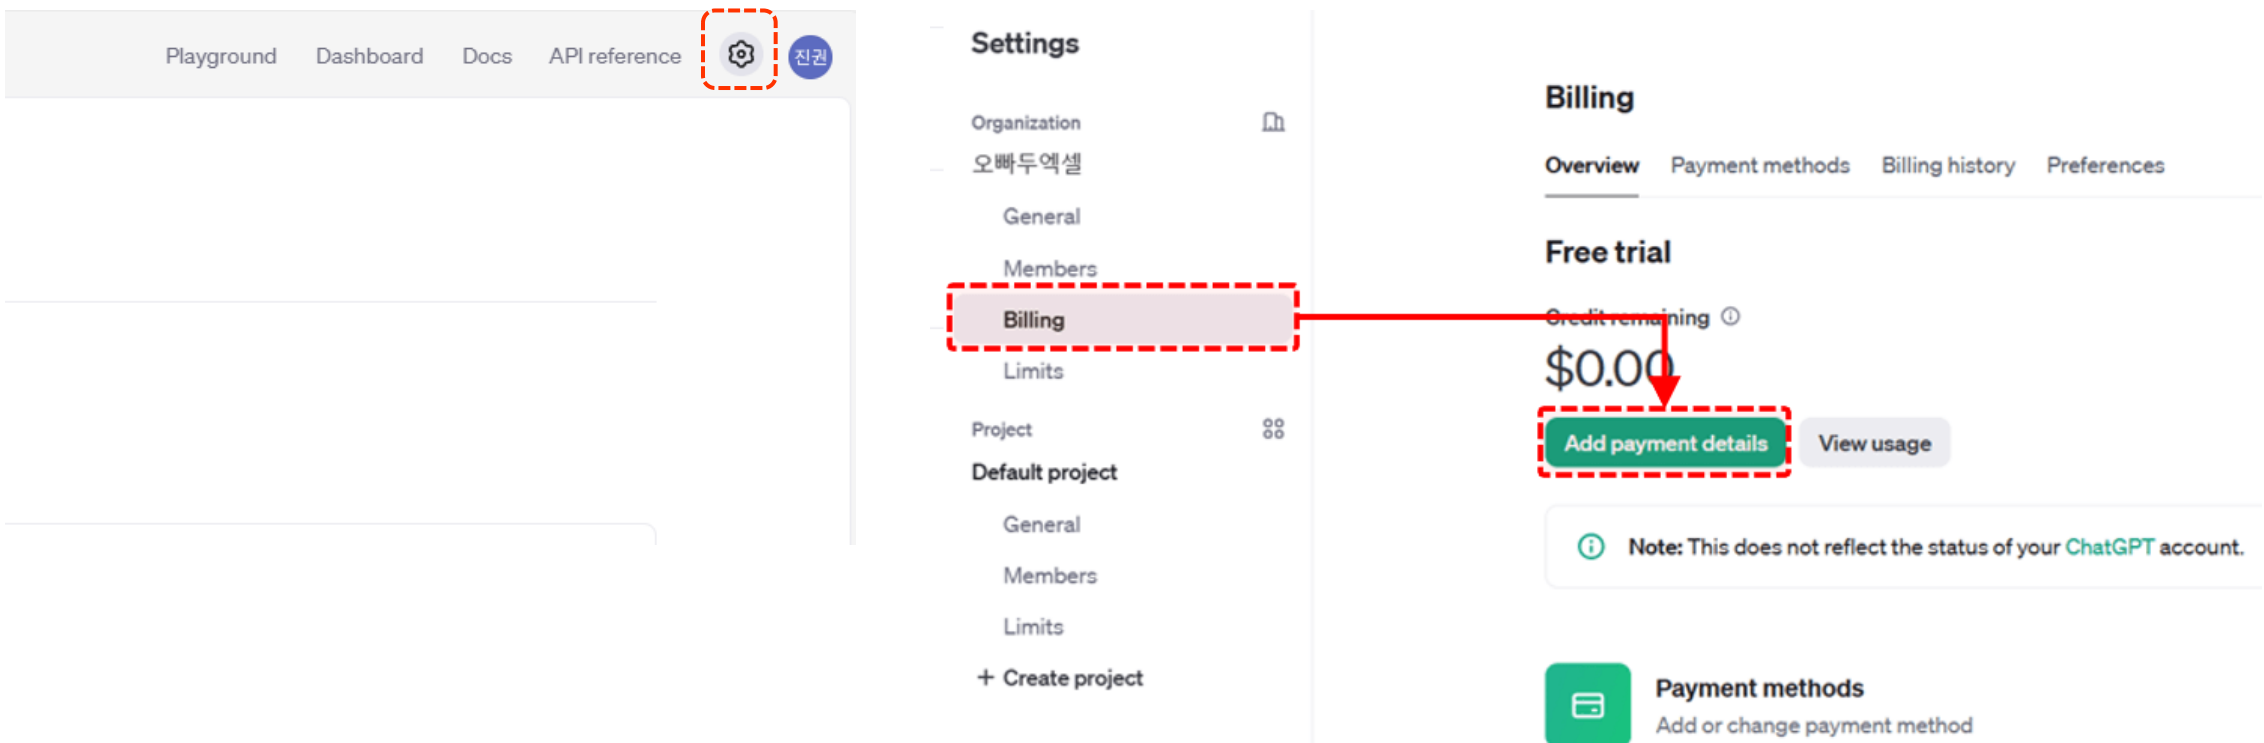 Playground Dashboard Docs API reference 진권
Settings
Organization
오빠두엑셀
General
Members
Billing
Limits
Project
Default project
General
Members
Limits
+ Create project
Billing
Overview Payment methods Billing history Preferences
Free trial
Credit remaining
$0.00
Add payment details View usage
Note: This does not reflect the status of your ChatGPT account.
Payment methods
Add or change payment method